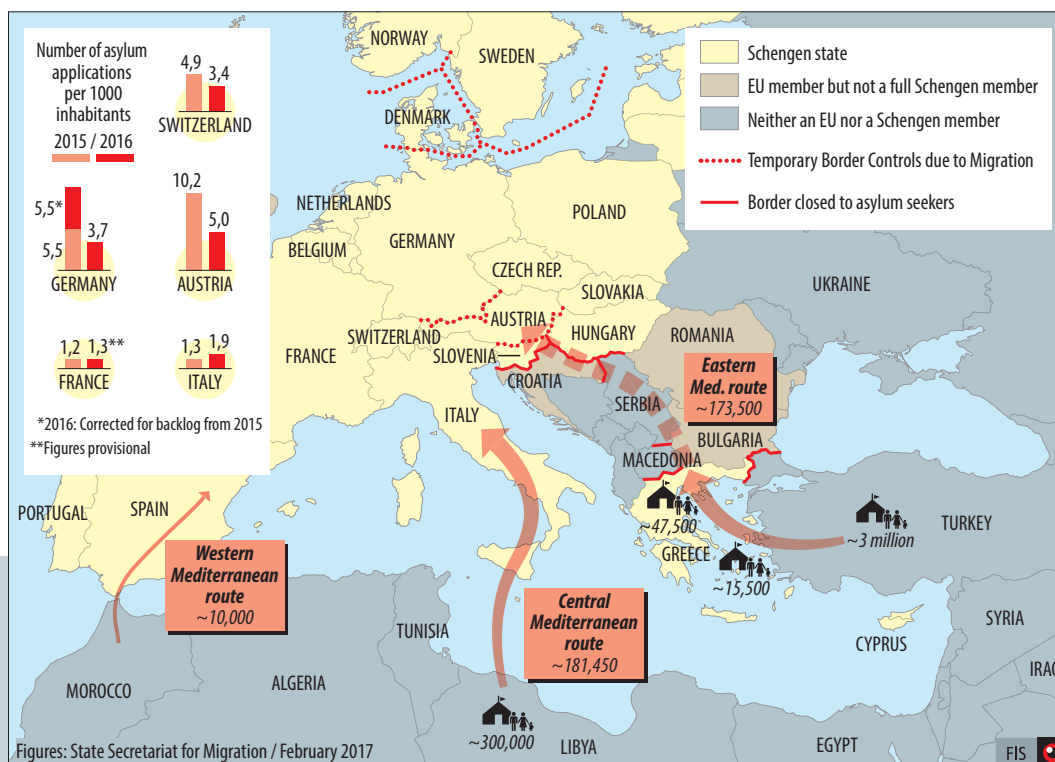 Number of asylum
applications
per 1000
inhabitants
2015 / 2016
4,9
3,4
SWITZERLAND
5,5*
5,5
3,7
GERMANY
10,2
5,0
AUSTRIA
1,2
1,3**
FRANCE
1,3
1,9
ITALY
*2016: Corrected for backlog from 2015
**Figures provisional
Schengen state
EU member but not a full Schengen member
Neither an EU nor a Schengen member
Temporary Border Controls due to Migration
Border closed to asylum seekers
NORWAY
SWEDEN
DENMARK
NETHERLANDS
BELGIUM
GERMANY
POLAND
CZECH REP.
SLOVAKIA
UKRAINE
AUSTRIA
HUNGARY
SWITZERLAND
SLOVENIA
ROMANIA
FRANCE
CROATIA
SERBIA
ITALY
Eastern
Med. route
~173,500
BULGARIA
MACEDONIA
PORTUGAL
SPAIN
~47,500
GREECE
~15,500
~3 million
TURKEY
Western
Mediterranean
route
~10,000
Central
Mediterranean
route
~181,450
TUNISIA
CYPRUS
SYRIA
IRAQ
MOROCCO
ALGERIA
~300,000
LIBYA
EGYPT
Figures: State Secretariat for Migration / February 2017
FIS